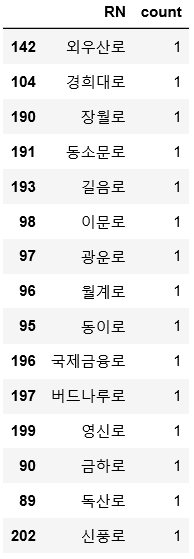 RN count
142 외우산로 1
104 경희대로 1
190 장월로 1
191 동소문로 1
193 길음로 1
98 이문로 1
97 광운로 1
96 월계로 1
95 동이로 1
196 국제금융로 1
197 버드나루로 1
199 영신로 1
90 금하로 1
89 독산로 1
202 신풍로 1